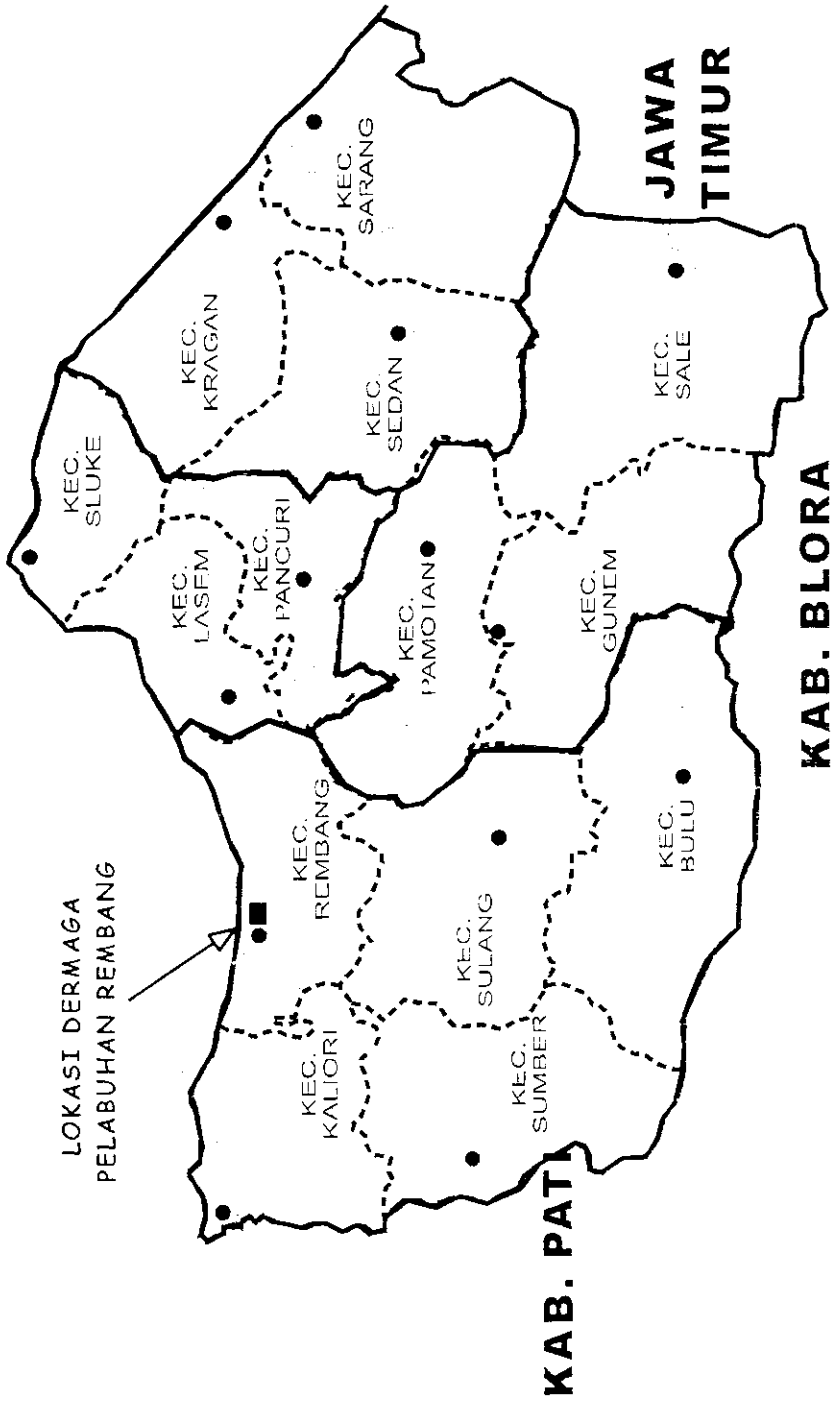 LOKASI DERMAGA
PELABUHAN REMBANG
KEC.
SLUKE
KEC.
LASEM
KEC.
PANCURI
KEC.
KRAGAN
KEC.
SARANG
KEC.
SEDAN
KEC.
REMBANG
KEC.
KALIORI
KEC.
PAMOTAN
KEC.
SULANG
KEC.
SUMBER
KEC.
GUNEM
KEC.
SALE
KEC.
BULU
KAB. PATI
KAB. BLORA
JAWA
TIMUR